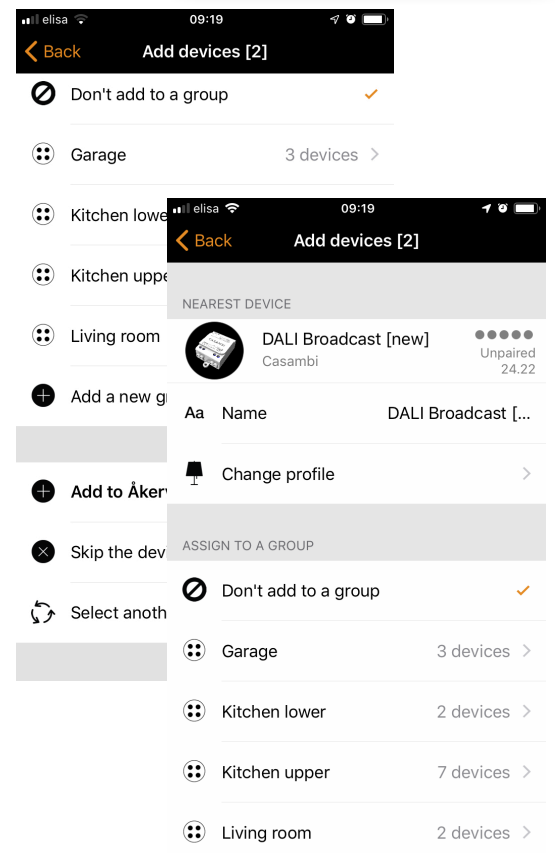 elisa 09:19
Back Add devices [2]
Don't add to a group
Garage 3 devices
Kitchen lowe
Kitchen uppe
Living room
Add a new g
Add to Åker
Skip the dev
Select anoth
elisa 09:19
Back Add devices [2]
NEAREST DEVICE
DALI Broadcast [new]
Casambi
Unpaired
24.22
Aa Name DALI Broadcast [...
Change profile
ASSIGN TO A GROUP
Don't add to a group
Garage 3 devices
Kitchen lower 2 devices
Kitchen upper 7 devices
Living room 2 devices